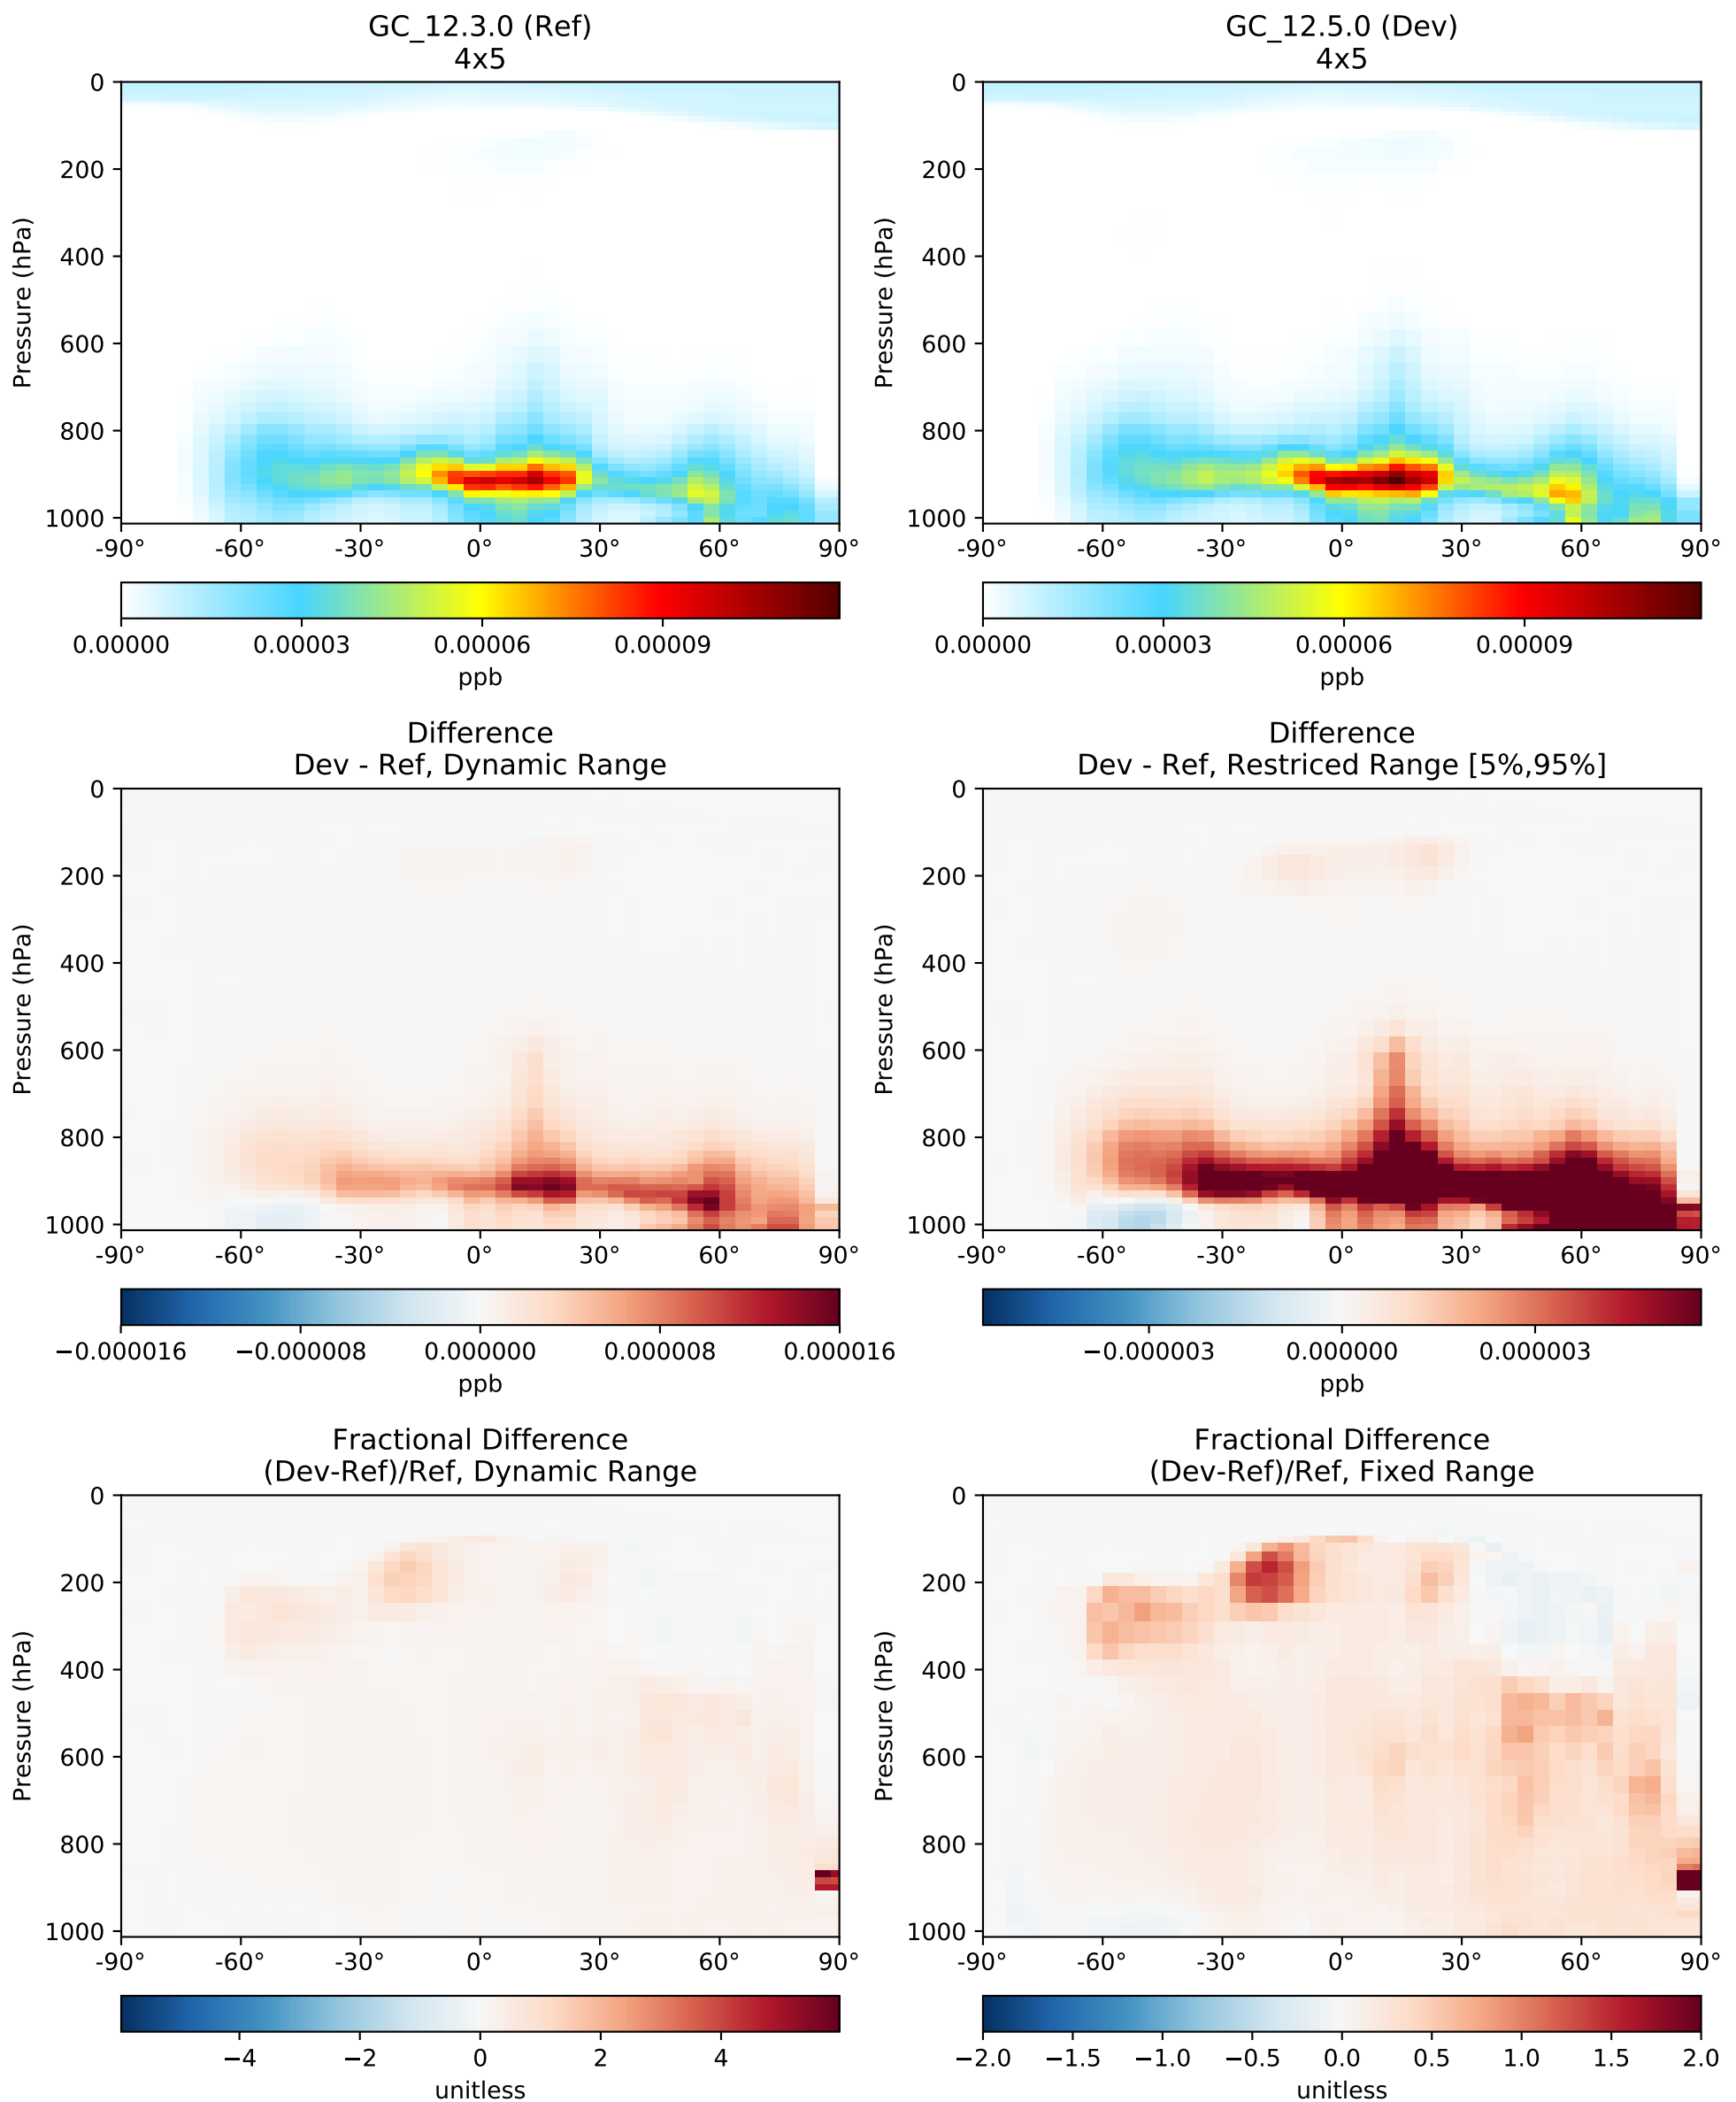 GC_12.3.0 (Ref)
4x5
Pressure (hPa)
0
200
400
600
800
1000
-90° -60° -30° 0° 30° 60° 90°
0.00000 0.00003 0.00006 0.00009
ppb
GC_12.5.0 (Dev)
4x5
Pressure (hPa)
0
200
400
600
800
1000
-90° -60° -30° 0° 30° 60° 90°
0.00000 0.00003 0.00006 0.00009
ppb
Difference
Dev - Ref, Dynamic Range
Pressure (hPa)
0
200
400
600
800
1000
-90° -60° -30° 0° 30° 60° 90°
−0.000016 −0.000008 0.000000 0.000008 0.000016
ppb
Difference
Dev - Ref, Restriced Range [5%,95%]
Pressure (hPa)
0
200
400
600
800
1000
-90° -60° -30° 0° 30° 60° 90°
−0.000003 0.000000 0.000003
ppb
Fractional Difference
(Dev-Ref)/Ref, Dynamic Range
Pressure (hPa)
0
200
400
600
800
1000
-90° -60° -30° 0° 30° 60° 90°
−4 −2 0 2 4
unitless
Fractional Difference
(Dev-Ref)/Ref, Fixed Range
Pressure (hPa)
0
200
400
600
800
1000
-90° -60° -30° 0° 30° 60° 90°
−2.0 −1.5 −1.0 −0.5 0.0 0.5 1.0 1.5 2.0
unitless